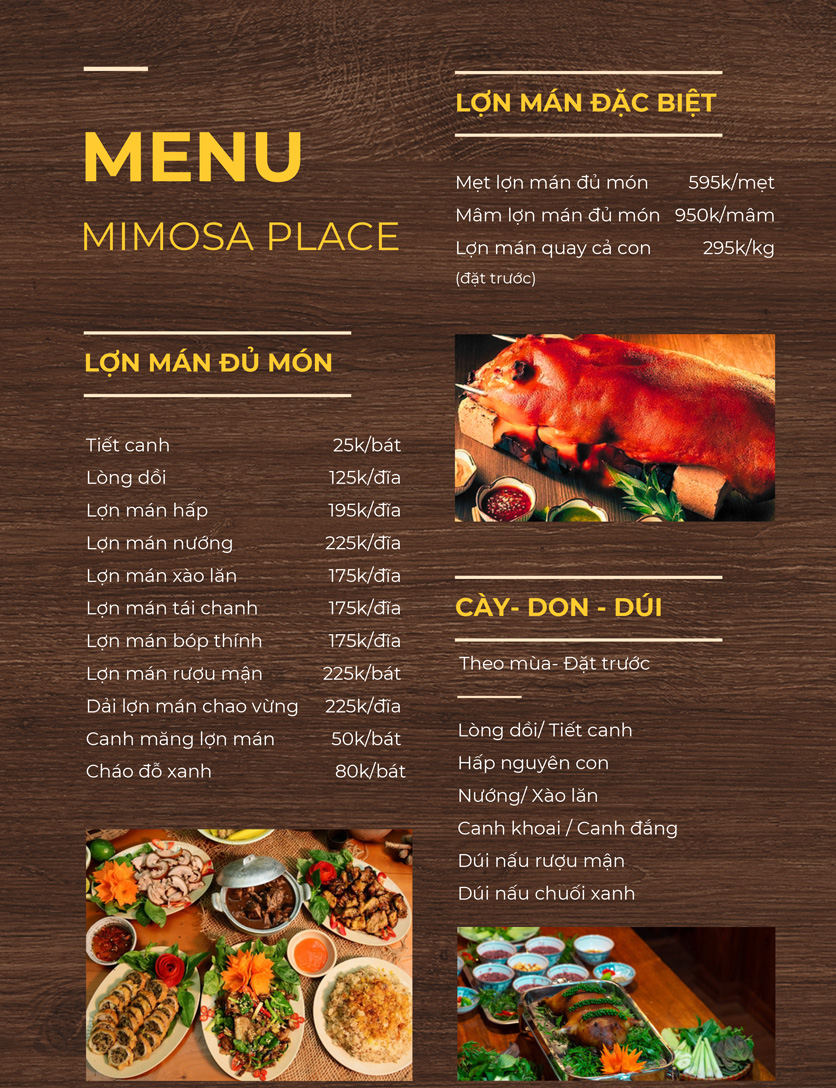 MENU
MIMOSA PLACE
LỢN MÁN ĐỦ MÓN
Tiết canh 25k/bát
Lòng dồi 125k/đĩa
Lợn mán hấp 195k/đĩa
Lợn mán nướng 225k/đĩa
Lợn mán xào lăn 175k/đĩa
Lợn mán tái chanh 175k/đĩa
Lợn mán bóp thính 175k/đĩa
Lợn mán rượu mận 225k/bát
Dải lợn mán chao vừng 225k/đĩa
Canh măng lợn mán 50k/bát
Cháo đỗ xanh 80k/bát
LỢN MÁN ĐẶC BIỆT
Mẹt lợn mán đủ món 595k/mẹt
Mâm lợn mán đủ món 950k/mâm
Lợn mán quay cả con 295k/kg
(đặt trước)
CÀY- DON - DÚI
Theo mùa- Đặt trước
Lòng dồi/ Tiết canh
Hấp nguyên con
Nướng/ Xào lăn
Canh khoai / Canh đắng
Dúi nấu rượu mận
Dúi nấu chuối xanh